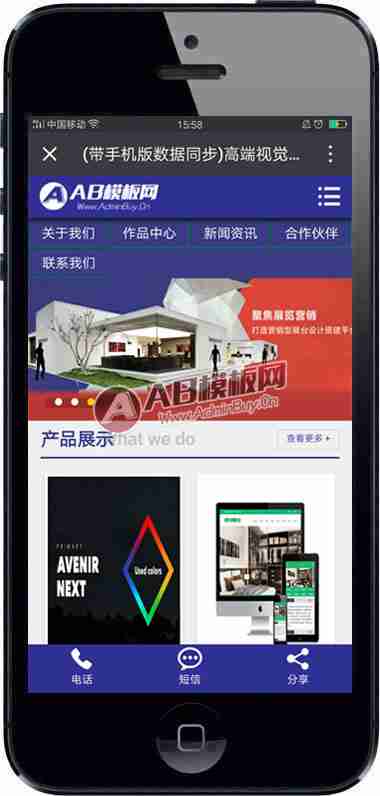 中国移动
15:58
(带手机版数据同步)高端视觉...
AB模板网
Www.AdminBuy.Cn
关于我们 作品中心 新闻资讯 合作伙伴
联系我们
聚焦展览营销
打造营销型展台设计搭建平台
AB模板网
Www.AdminBuy.Cn
产品展示
What we do
查看更多 +
PRIMARY
AVENIR
NEXT
Used colors
电话 短信 分享